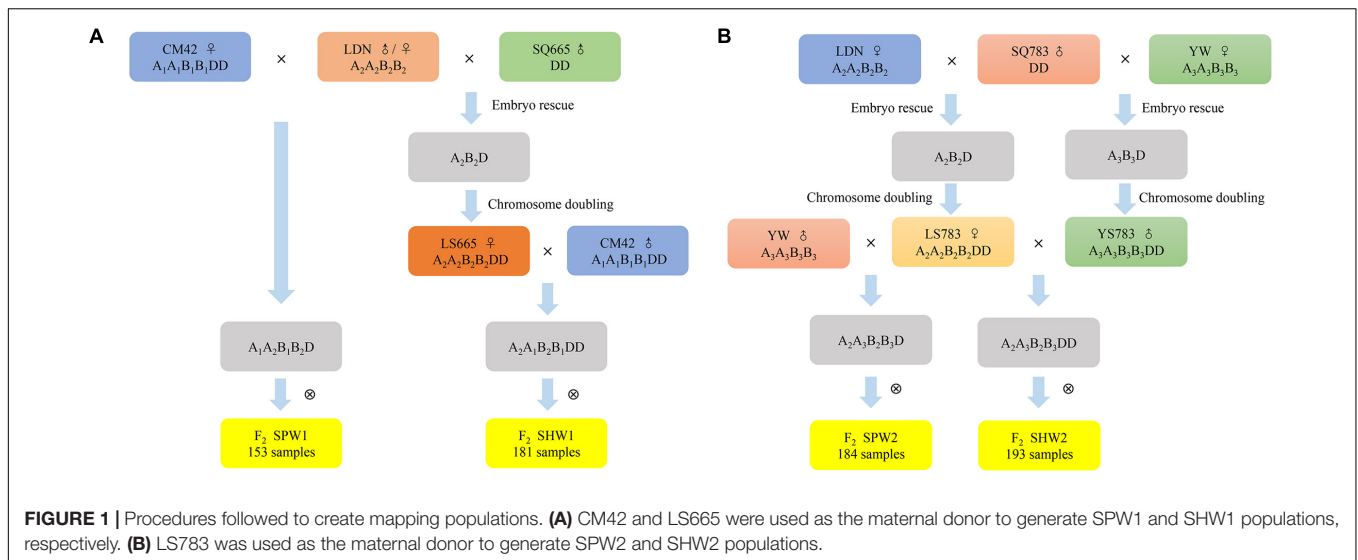 A
CM42 ♀
A₁A₁B₁B₁DD
×
LDN ♁ / ♀
A₂A₂B₂B₂
×
SQ665 ♁
DD
Embryo rescue
A₂B₂D
Chromosome doubling
LS665 ♀
A₂A₂B₂B₂DD
×
CM42 ♁
A₁A₁B₁B₁DD
A₁A₂B₁B₂D
A₂A₁B₂B₁DD
⊗
⊗
F₂ SPW1
153 samples
F₂ SHW1
181 samples
B
LDN ♀
A₂A₂B₂B₂
×
SQ783 ♁
DD
×
YW ♀
A₃A₃B₃B₃
Embryo rescue
Embryo rescue
A₂B₂D
A₃B₃D
Chromosome doubling
Chromosome doubling
YW ♁
A₃A₃B₃B₃
×
LS783 ♀
A₂A₂B₂B₂DD
×
YS783 ♁
A₃A₃B₃B₃DD
A₂A₃B₂B₃D
A₂A₃B₂B₃DD
⊗
⊗
F₂ SPW2
184 samples
F₂ SHW2
193 samples
FIGURE 1 | Procedures followed to create mapping populations. (A) CM42 and LS665 were used as the maternal donor to generate SPW1 and SHW1 populations,
respectively. (B) LS783 was used as the maternal donor to generate SPW2 and SHW2 populations.